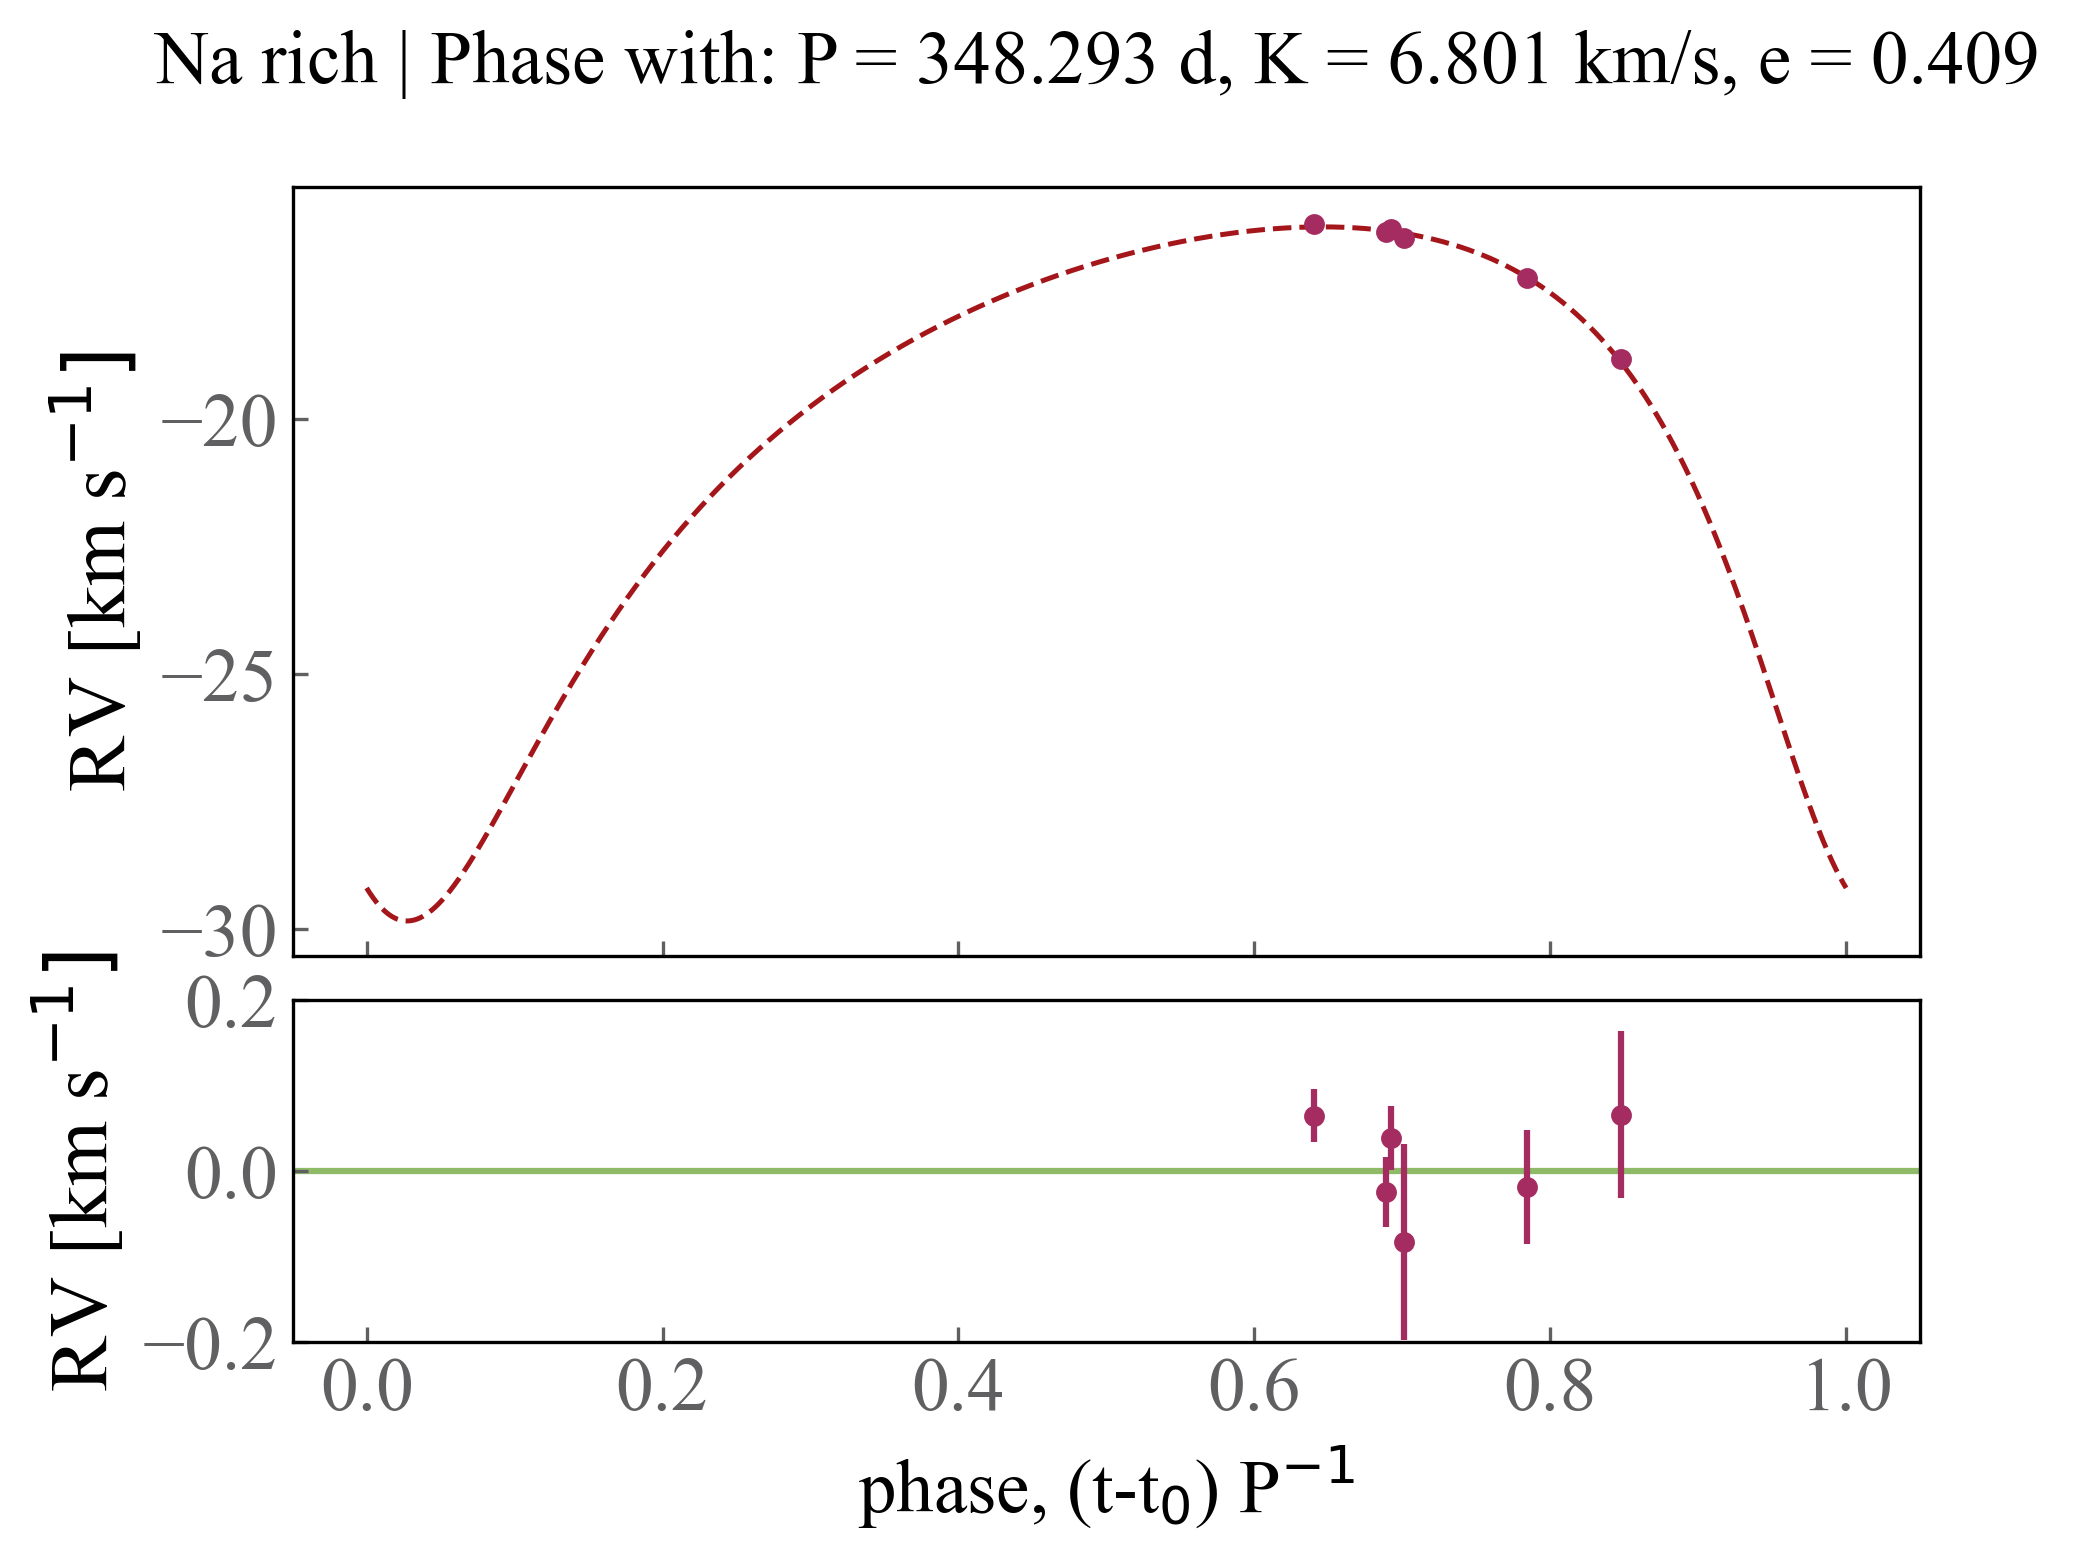 Na rich | Phase with: P = 348.293 d, K = 6.801 km/s, e = 0.409
RV [km s⁻¹]
−20
−25
−30
RV [km s⁻¹]
0.2
0.0
−0.2
0.0 0.2 0.4 0.6 0.8 1.0
phase, (t-t₀) P⁻¹